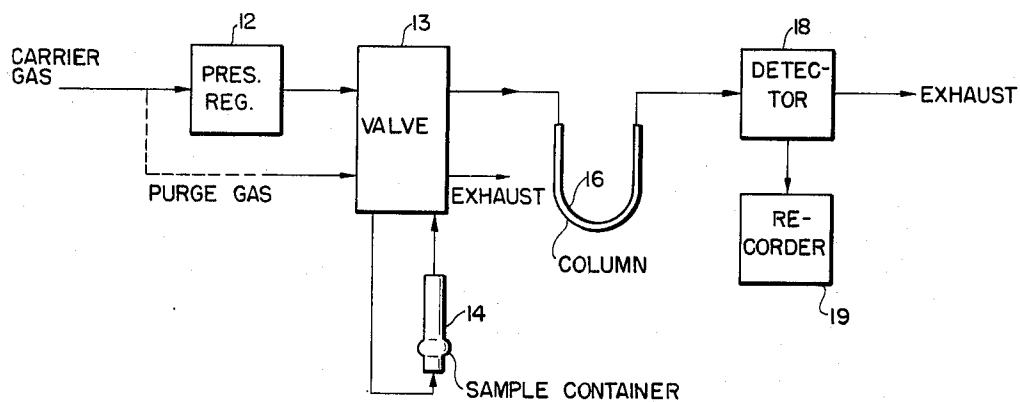 12
13
18
CARRIER
GAS
PRES.
REG.
VALVE
DETEC-
TOR
EXHAUST
PURGE GAS
EXHAUST
16
COLUMN
RE-
CORDER
19
14
SAMPLE CONTAINER